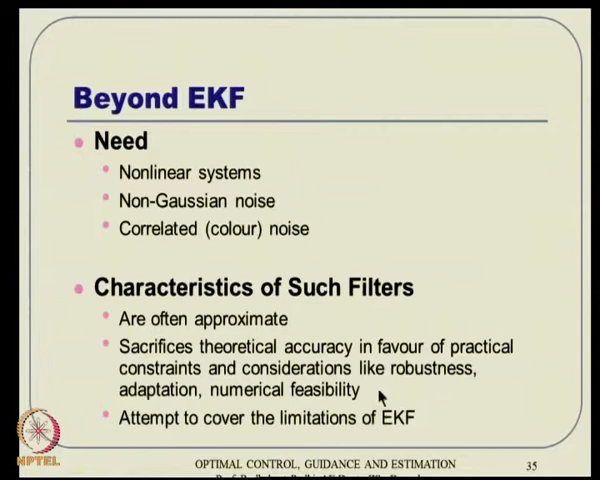 Beyond EKF
Need
Nonlinear systems
Non-Gaussian noise
Correlated (colour) noise
Characteristics of Such Filters
Are often approximate
Sacrifices theoretical accuracy in favour of practical
constraints and considerations like robustness,
adaptation, numerical feasibility
Attempt to cover the limitations of EKF
NPTEL
OPTIMAL CONTROL, GUIDANCE AND ESTIMATION
35